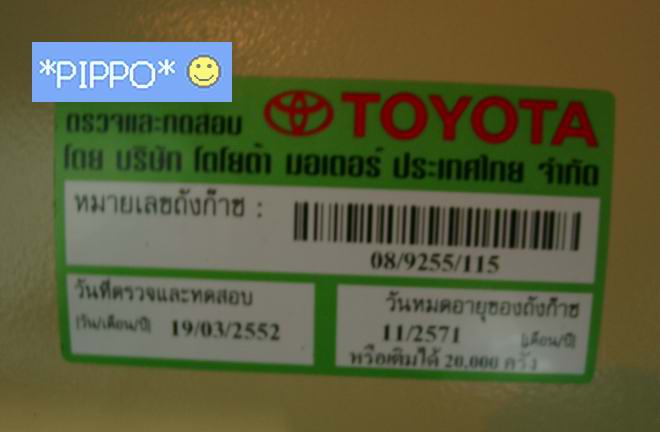 *PIPPO*
TOYOTA
ตรวจและทดสอบ
โดย บริษัท โตโยต้า มอเตอร์ ประเทศไทย จำกัด
หมายเลขถังก๊าซ :
08/9255/115
วันที่ตรวจและทดสอบ
(วัน/เดือน/ปี) 19/03/2552
วันหมดอายุของถังก๊าซ
11/2571 (เดือน/ปี)
หรือเติมได้ 20,000 ครั้ง